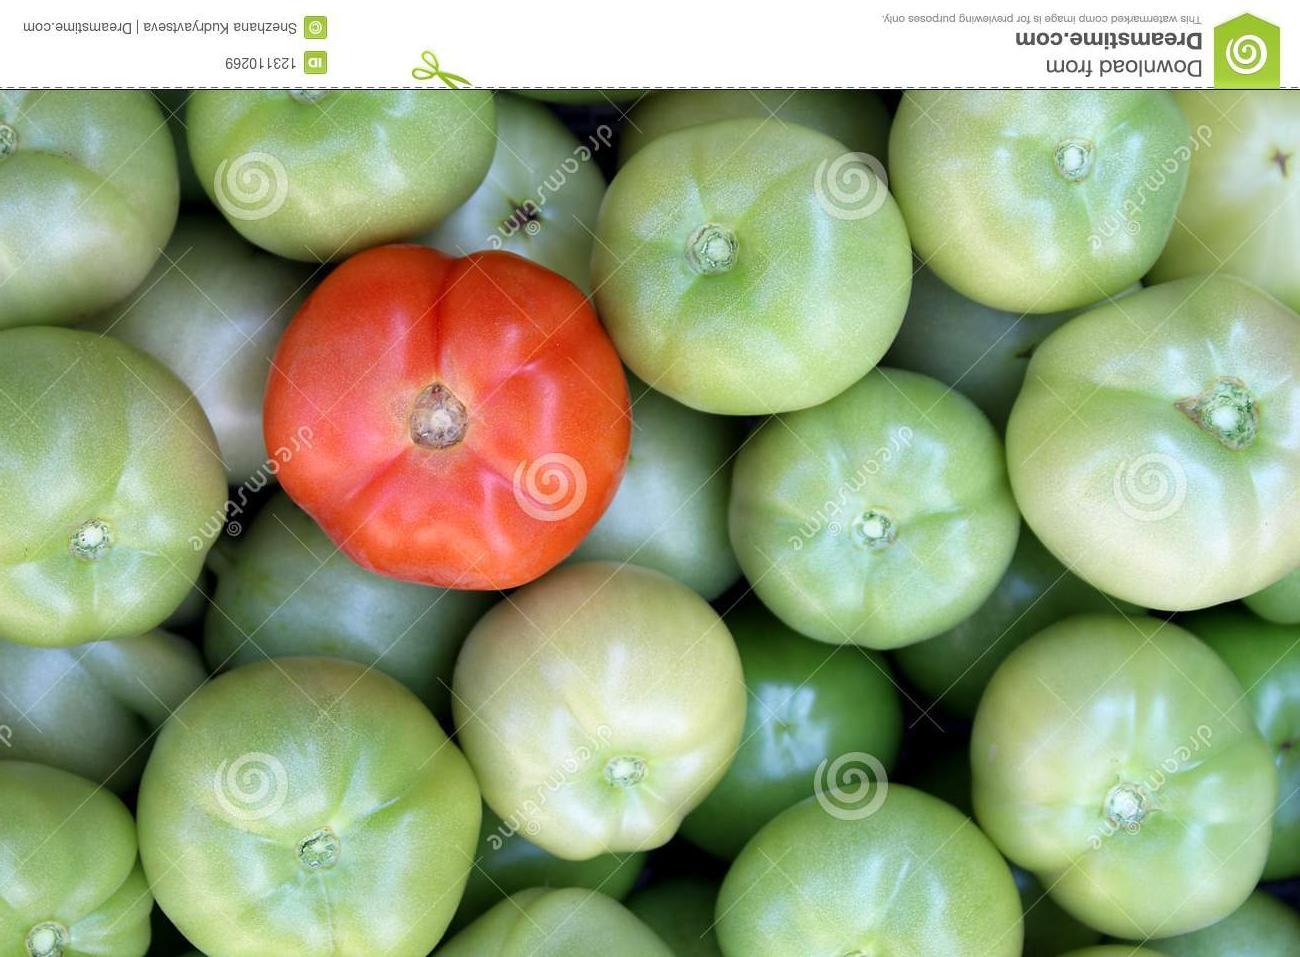 Download from
Dreamstime.com
This watermarked comp image is for previewing purposes only.
ID 123110269
© Snezhana Kudryavtseva | Dreamstime.com
dreamstime
dreamstime
dreamstime
dreamstime
dreamstime
dreamstime